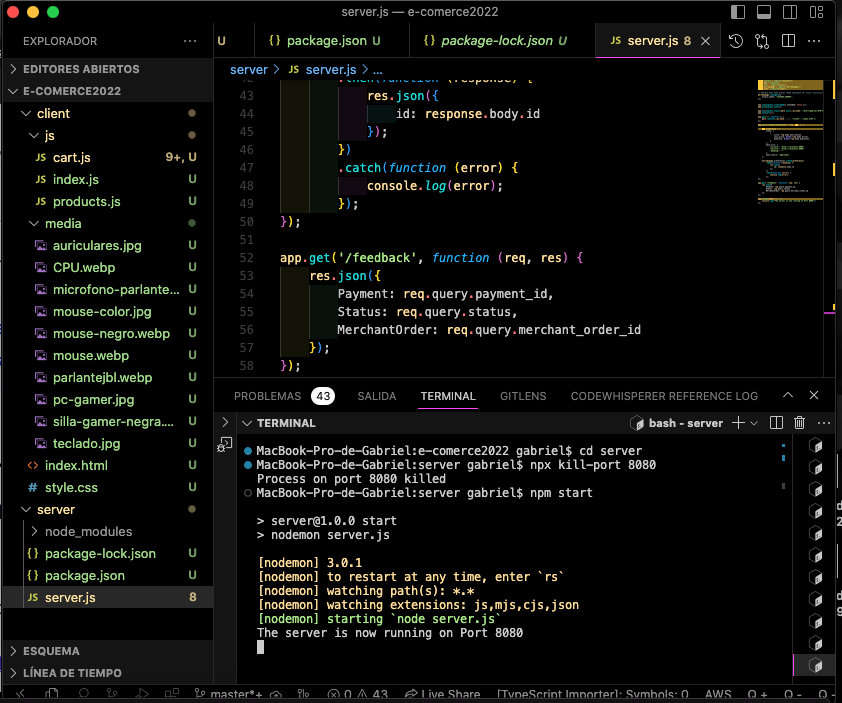 server.js — e-comerce2022
EXPLORADOR
EDITORES ABIERTOS
E-COMERCE2022
client
js
cart.js 9+, U
index.js U
products.js U
media
auriculares.jpg U
CPU.webp U
microfono-parlante... U
mouse-color.jpg U
mouse-negro.webp U
mouse.webp U
parlantejbl.webp U
pc-gamer.jpg U
silla-gamer-negra.... U
teclado.jpg U
index.html U
style.css U
server
node_modules
package-lock.json U
package.json U
server.js 8
ESQUEMA
LÍNEA DE TIEMPO
U
package.json U
package-lock.json U
server.js 8
server > JS server.js > ...
42 .then(function (response) {
43 res.json({
44 id: response.body.id
45 });
46 })
47 .catch(function (error) {
48 console.log(error);
49 });
50 });
51
52 app.get('/feedback', function (req, res) {
53 res.json({
54 Payment: req.query.payment_id,
55 Status: req.query.status,
56 MerchantOrder: req.query.merchant_order_id
57 });
58 });
PROBLEMAS 43 SALIDA TERMINAL GITLENS CODEWHISPERER REFERENCE LOG
TERMINAL bash - server
MacBook-Pro-de-Gabriel:e-comerce2022 gabriel$ cd server
MacBook-Pro-de-Gabriel:server gabriel$ npx kill-port 8080
Process on port 8080 killed
MacBook-Pro-de-Gabriel:server gabriel$ npm start
> server@1.0.0 start
> nodemon server.js
[nodemon] 3.0.1
[nodemon] to restart at any time, enter `rs`
[nodemon] watching path(s): *.*
[nodemon] watching extensions: js,mjs,cjs,json
[nodemon] starting `node server.js`
The server is now running on Port 8080
master*+ 0 43 Live Share [TypeScript Importer]: Symbols: 0 AWS